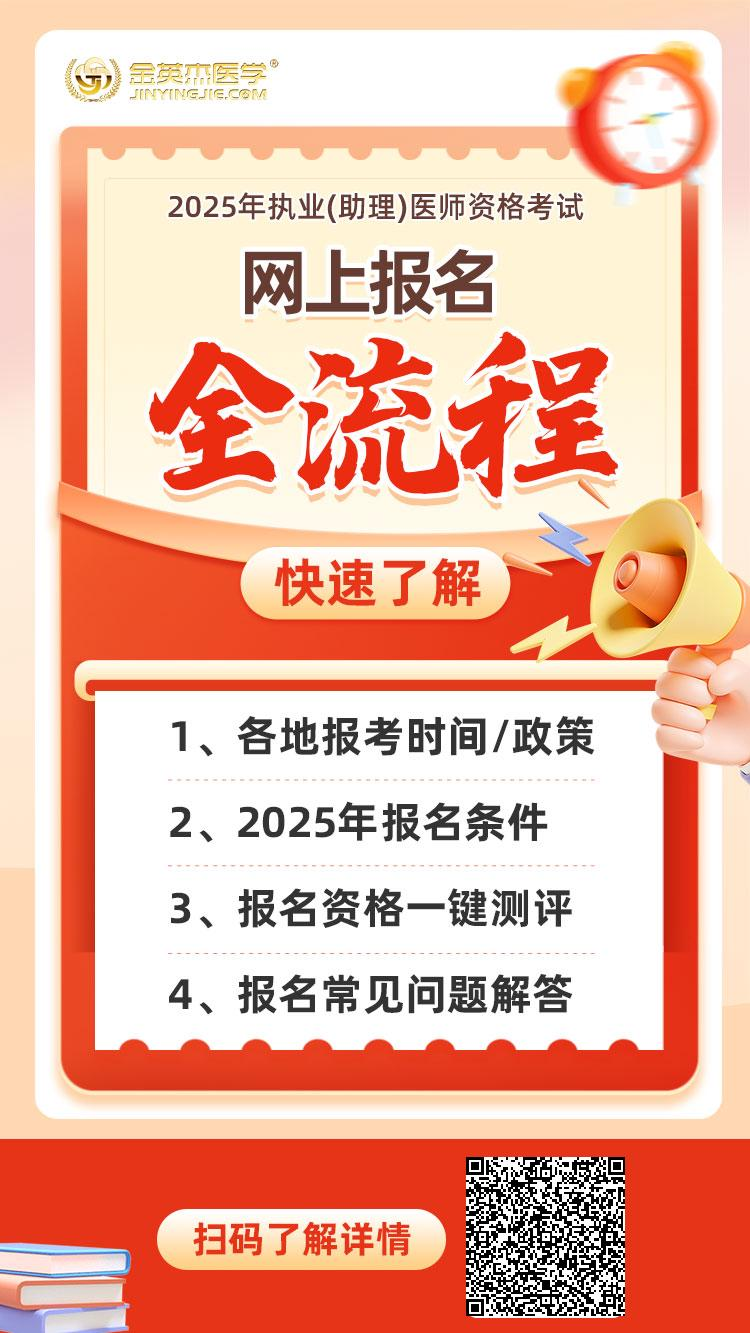 金英杰医学®
JINYINGJIE.COM
2025年执业(助理)医师资格考试
网上报名
全流程
快速了解
1、各地报考时间/政策
2、2025年报名条件
3、报名资格一键测评
4、报名常见问题解答
扫码了解详情